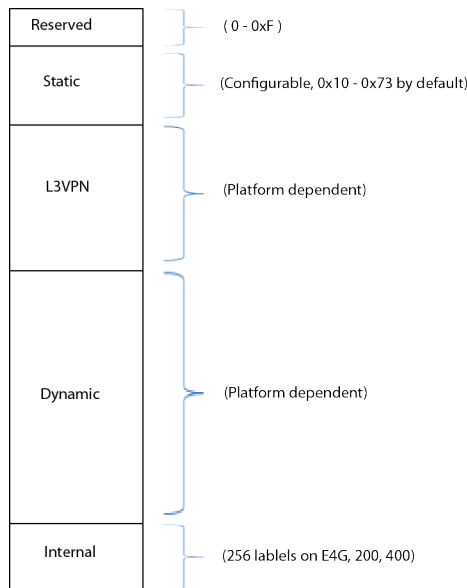 Reserved
( 0 - 0xF )
Static
(Configurable, 0x10 - 0x73 by default)
L3VPN
(Platform dependent)
Dynamic
(Platform dependent)
Internal
(256 lablels on E4G, 200, 400)